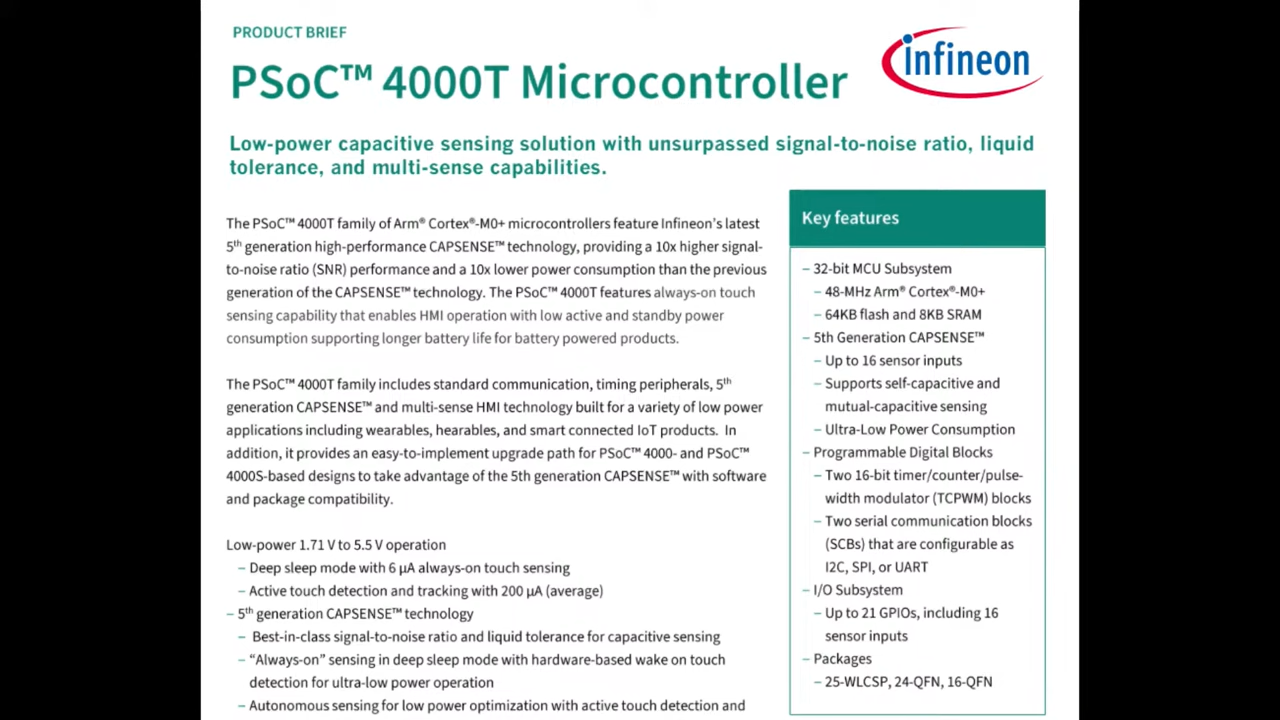 PRODUCT BRIEF
PSoC™ 4000T Microcontroller
infineon
Low-power capacitive sensing solution with unsurpassed signal-to-noise ratio, liquid
tolerance, and multi-sense capabilities.
The PSoC™ 4000T family of Arm® Cortex®-M0+ microcontrollers feature Infineon's latest
5th generation high-performance CAPSENSE™ technology, providing a 10x higher signal-
to-noise ratio (SNR) performance and a 10x lower power consumption than the previous
generation of the CAPSENSE™ technology. The PSoC™ 4000T features always-on touch
sensing capability that enables HMI operation with low active and standby power
consumption supporting longer battery life for battery powered products.
The PSoC™ 4000T family includes standard communication, timing peripherals, 5th
generation CAPSENSE™ and multi-sense HMI technology built for a variety of low power
applications including wearables, hearables, and smart connected IoT products. In
addition, it provides an easy-to-implement upgrade path for PSoC™ 4000- and PSoC™
4000S-based designs to take advantage of the 5th generation CAPSENSE™ with software
and package compatibility.
Low-power 1.71 V to 5.5 V operation
– Deep sleep mode with 6 µA always-on touch sensing
– Active touch detection and tracking with 200 µA (average)
– 5th generation CAPSENSE™ technology
– Best-in-class signal-to-noise ratio and liquid tolerance for capacitive sensing
– “Always-on” sensing in deep sleep mode with hardware-based wake on touch
detection for ultra-low power operation
– Autonomous sensing for low power optimization with active touch detection and
Key features
– 32-bit MCU Subsystem
– 48-MHz Arm® Cortex®-M0+
– 64KB flash and 8KB SRAM
– 5th Generation CAPSENSE™
– Up to 16 sensor inputs
– Supports self-capacitive and
mutual-capacitive sensing
– Ultra-Low Power Consumption
– Programmable Digital Blocks
– Two 16-bit timer/counter/pulse-
width modulator (TCPWM) blocks
– Two serial communication blocks
(SCBs) that are configurable as
I2C, SPI, or UART
– I/O Subsystem
– Up to 21 GPIOs, including 16
sensor inputs
– Packages
– 25-WLCSP, 24-QFN, 16-QFN